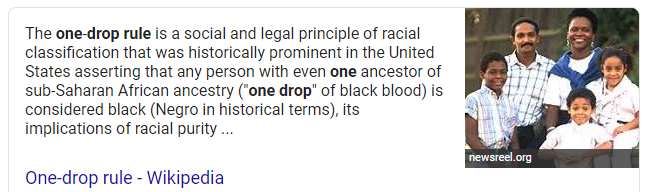 The one-drop rule is a social and legal principle of racial
classification that was historically prominent in the United
States asserting that any person with even one ancestor of
sub-Saharan African ancestry ("one drop" of black blood) is
considered black (Negro in historical terms), its
implications of racial purity ...
newsreel.org
One-drop rule - Wikipedia